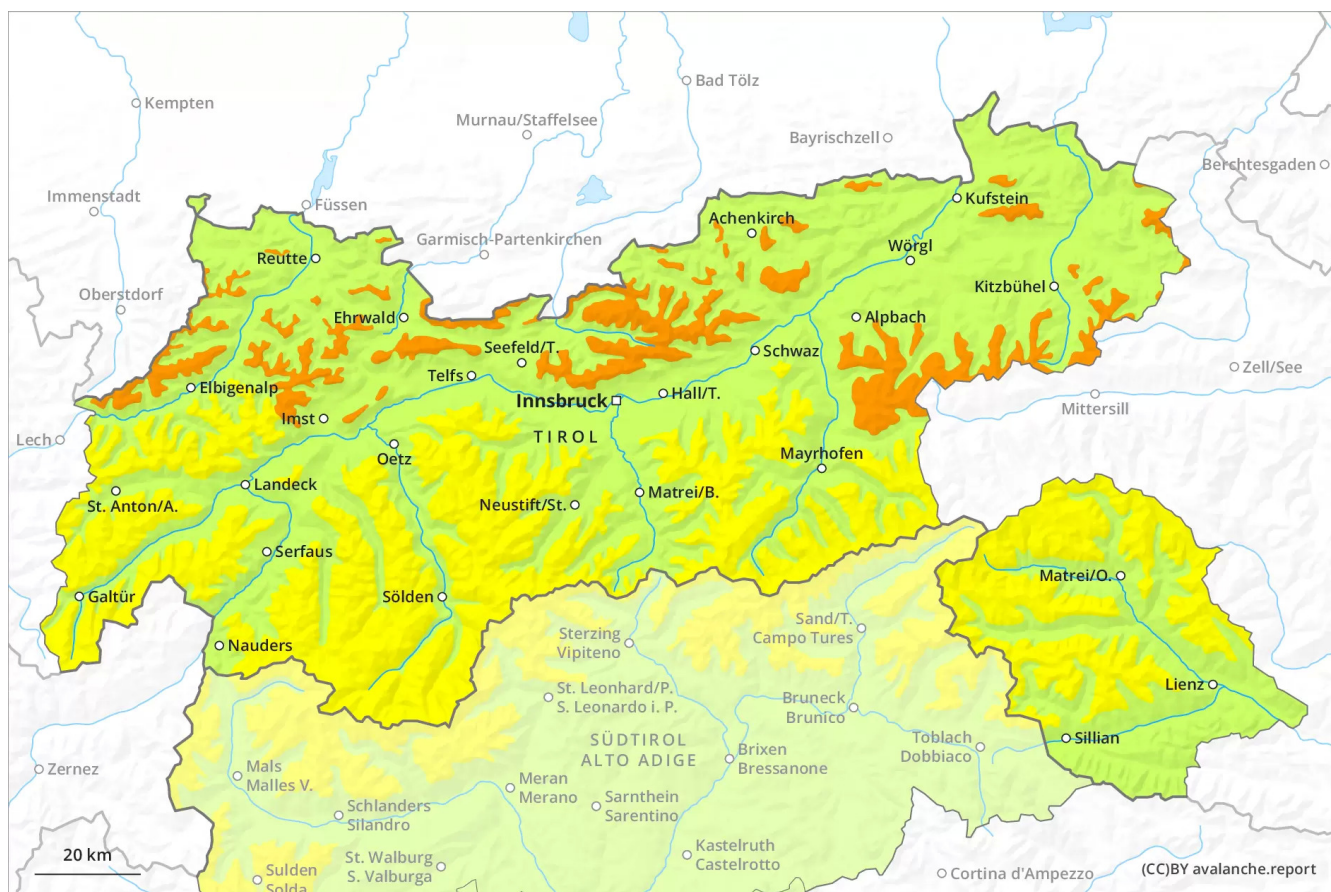 Kempten
Bad Tölz
Murnau/Staffelsee
Bayrischzell
Berchtesgaden
Immenstadt
Füssen
Kufstein
Achenkirch
Garmisch-Partenkirchen
Wörgl
Reutte
Oberstdorf
Kitzbühel
Ehrwald
Alpbach
Seefeld/T.
Schwaz
Zell/See
Telfs
Elbigenalp
Innsbruck
Hall/T.
Mittersill
Imst
Lech
TIROL
Oetz
Mayrhofen
Landeck
St. Anton/A.
Matrei/B.
Neustift/St.
Serfaus
Matrei/O.
Galtür
Sölden
Sand/T.
Campo Tures
Sterzing
Vipiteno
Nauders
Lienz
St. Leonhard/P.
S. Leonardo i. P.
Bruneck
Brunico
Sillian
SÜDTIROL
ALTO ADIGE
Toblach
Dobbiaco
Brixen
Bressanone
Zernez
Mals
Malles V.
Meran
Merano
Schlanders
Silandro
Sarnthein
Sarentino
Kastelruth
Castelrotto
20 km
St. Walburg
S. Valburga
Sulden
Solda
Cortina d'Ampezzo
(CC)BY avalanche.report